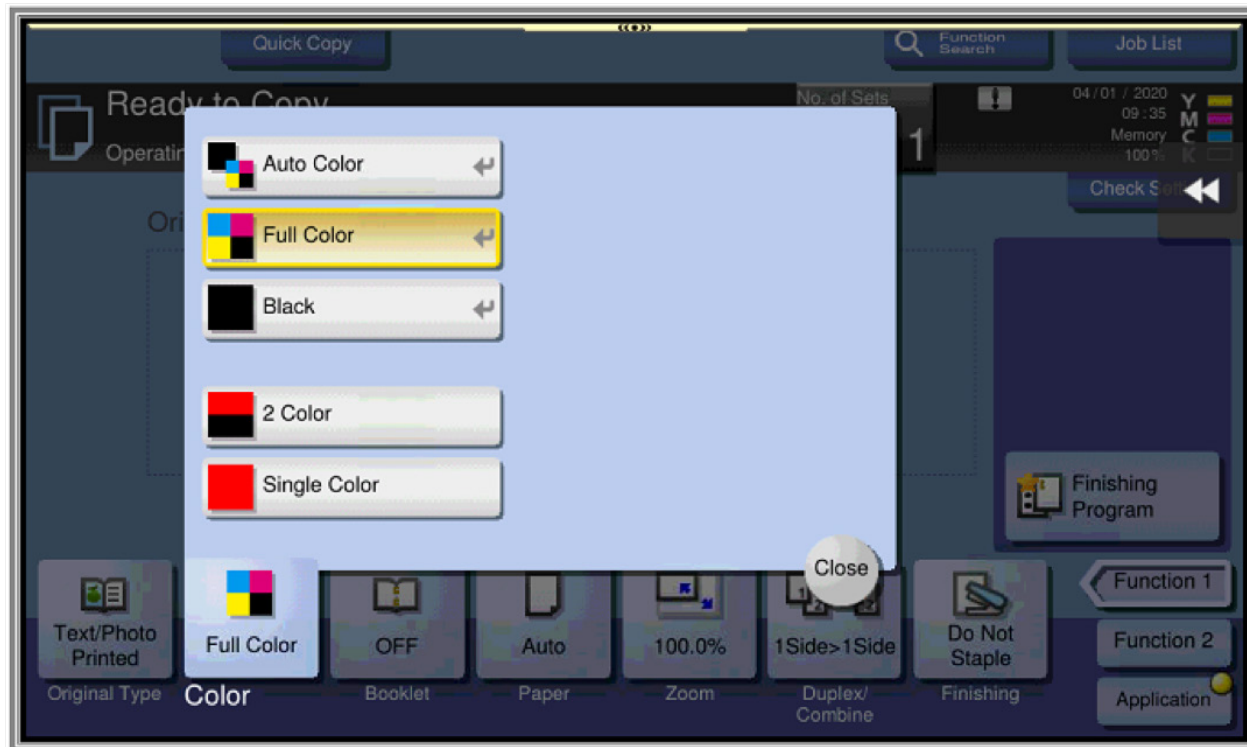 Quick Copy
Function
Search
Job List
Ready to Copy
No. of Sets
1
04/01 / 2020
09:35
Memory
100%
Y
M
C
K
Auto Color
Check
Full Color
Black
2 Color
Single Color
Finishing
Program
Close
Text/Photo
Printed
Full Color
OFF
Auto
100.0%
1Side>1Side
Do Not
Staple
Function 1
Function 2
Application
Original Type
Color
Booklet
Paper
Zoom
Duplex/
Combine
Finishing